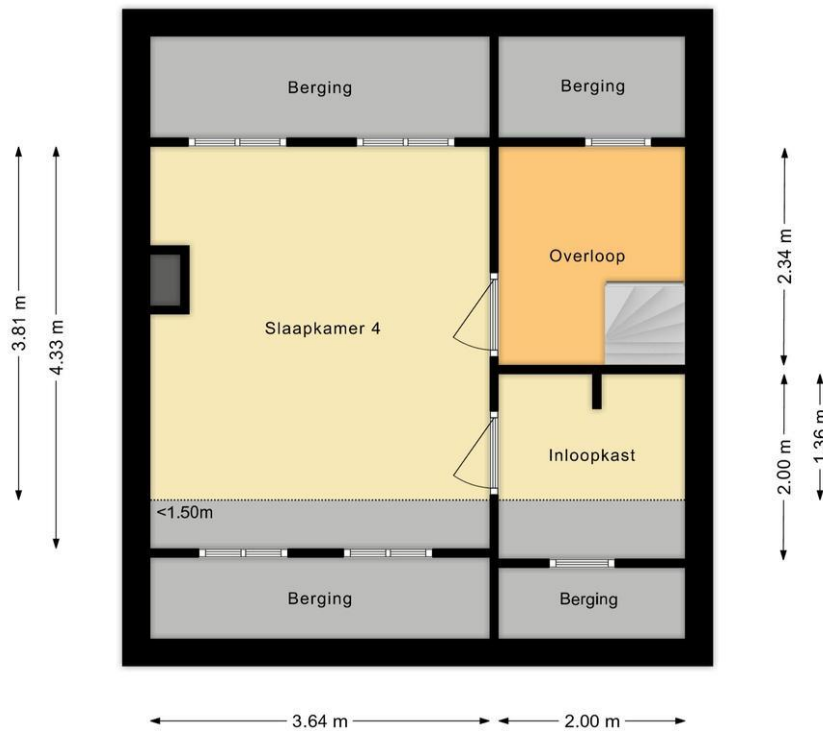 Berging
Berging
Overloop
Slaapkamer 4
Inloopkast
<1.50m
Berging
Berging
3.81 m
4.33 m
2.34 m
2.00 m
1.36 m
3.64 m
2.00 m